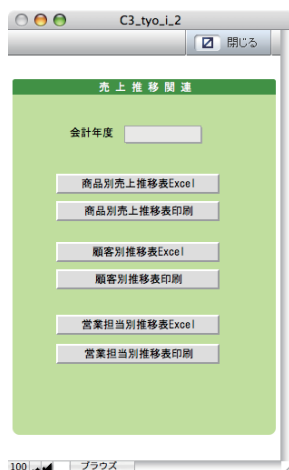 C3_tyo_i_2
閉じる
売上推移関連
会計年度
商品別売上推移表Excel
商品別売上推移表印刷
顧客別推移表Excel
顧客別推移表印刷
営業担当別推移表Excel
営業担当別推移表印刷
100
ブラウズ